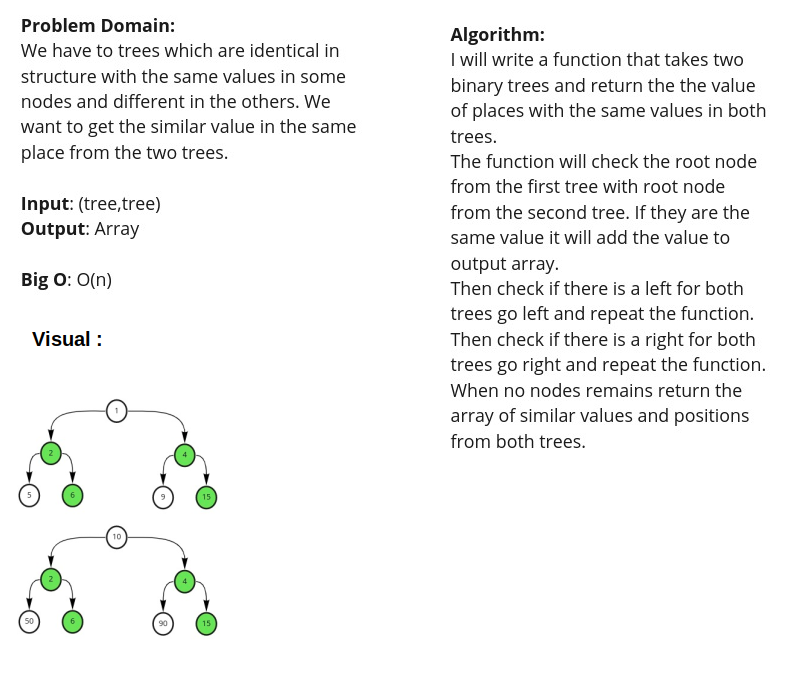 Problem Domain:
We have to trees which are identical in
structure with the same values in some
nodes and different in the others. We
want to get the similar value in the same
place from the two trees.
Input: (tree,tree)
Output: Array
Big O: O(n)
Visual :
1
2
4
5
6
9
15
10
2
4
50
6
90
15
Algorithm:
I will write a function that takes two
binary trees and return the the value
of places with the same values in both
trees.
The function will check the root node
from the first tree with root node
from the second tree. If they are the
same value it will add the value to
output array.
Then check if there is a left for both
trees go left and repeat the function.
Then check if there is a right for both
trees go right and repeat the function.
When no nodes remains return the
array of similar values and positions
from both trees.